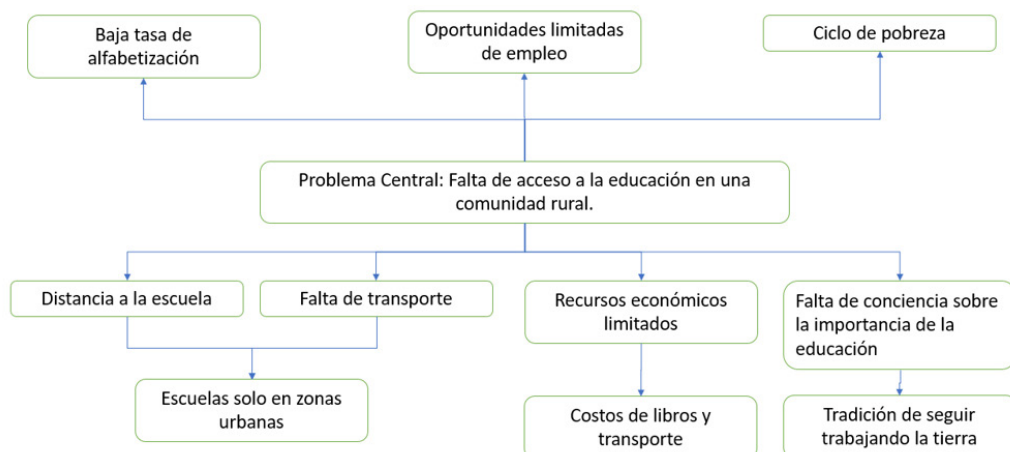 Baja tasa de
alfabetización
Oportunidades limitadas
de empleo
Ciclo de pobreza
Problema Central: Falta de acceso a la educación en una
comunidad rural.
Distancia a la escuela
Falta de transporte
Recursos económicos
limitados
Falta de conciencia sobre
la importancia de la
educación
Escuelas solo en zonas
urbanas
Costos de libros y
transporte
Tradición de seguir
trabajando la tierra